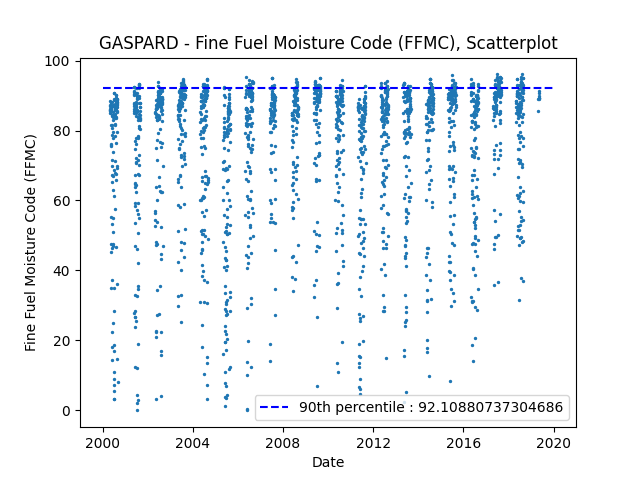 GASPARD - Fine Fuel Moisture Code (FFMC), Scatterplot
100
80
60
40
20
0
Fine Fuel Moisture Code (FFMC)
90th percentile : 92.10880737304686
2000 2004 2008 2012 2016 2020
Date